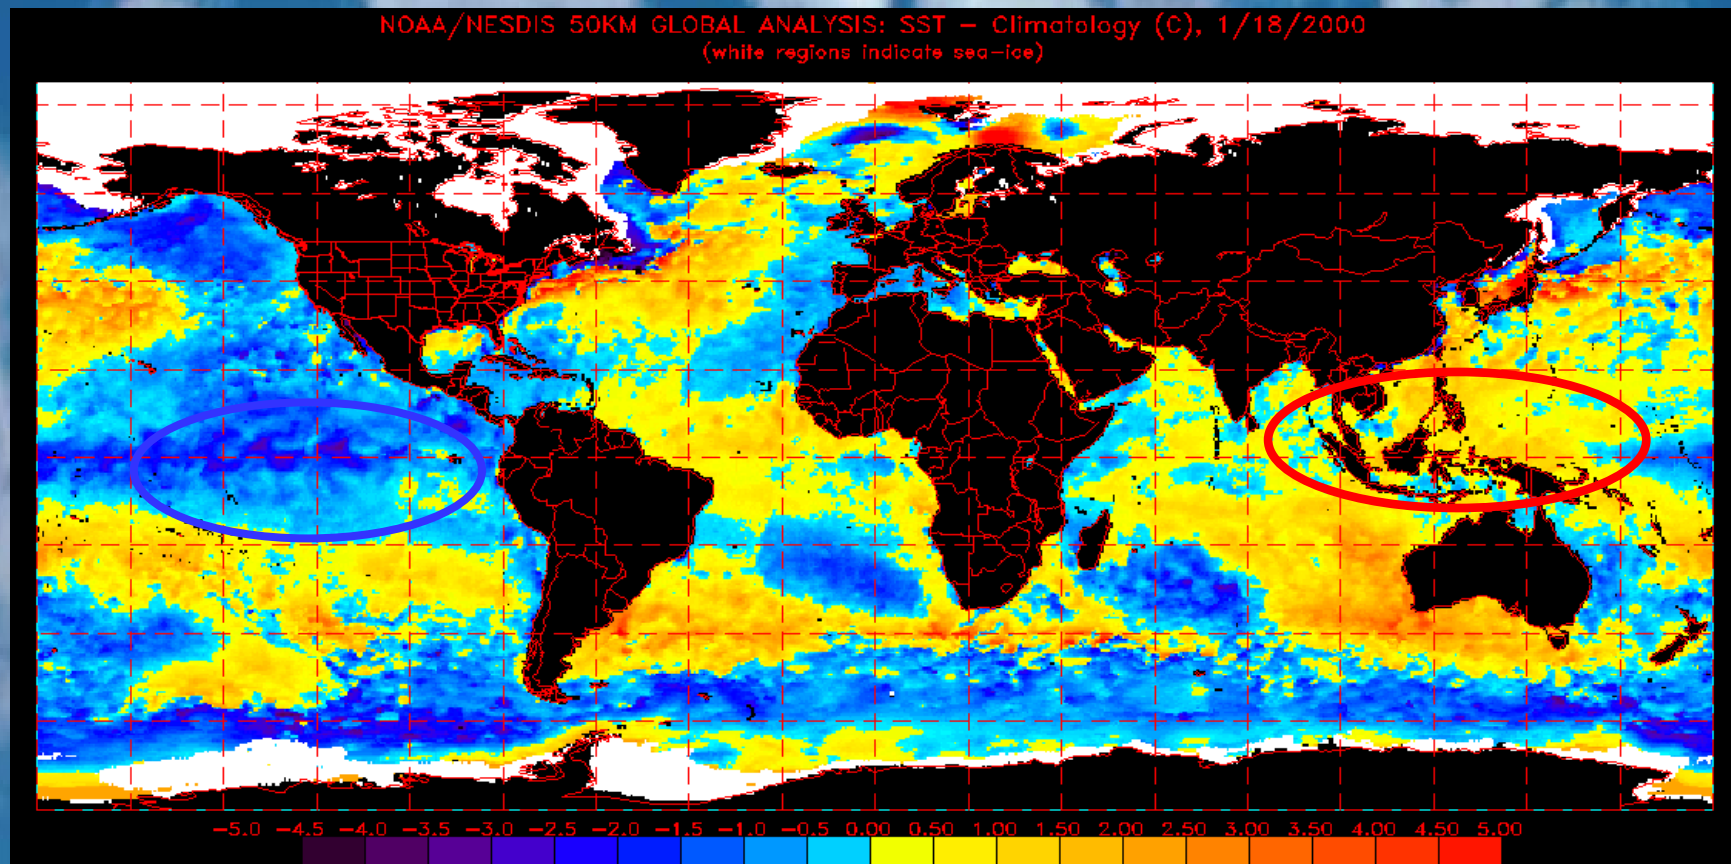 NOAA/NESDIS 50KM GLOBAL ANALYSIS: SST − Climatology (C), 1/18/2000
(white regions indicate sea−ice)
−5.0 −4.5 −4.0 −3.5 −3.0 −2.5 −2.0 −1.5 −1.0 −0.5 0.00 0.50 1.00 1.50 2.00 2.50 3.00 3.50 4.00 4.50 5.00